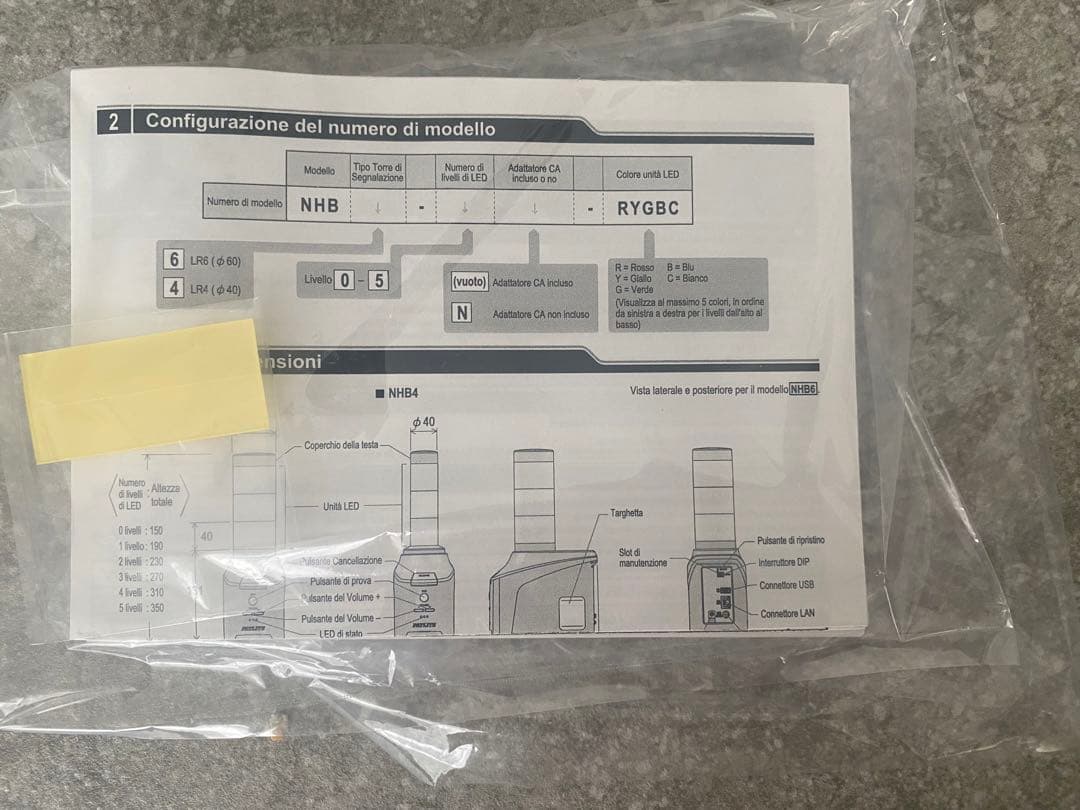 2 Configurazione del numero di modello
Modello
Tipo Torre di
Segnalazione
Numero di
livelli di LED
Adattatore CA
incluso o no
Colore unità LED
Numero di modello NHB ↓ - ↓ ↓ - RYGBC
6 LR6 (φ60)
4 LR4 (φ40)
Livello 0 – 5
(vuoto) Adattatore CA incluso
N Adattatore CA non incluso
R = Rosso B = Blu
Y = Giallo C = Bianco
G = Verde
(Visualizza al massimo 5 colori, in ordine
da sinistra a destra per i livelli dall'alto al
basso)
ensioni
■ NHB4
Vista laterale e posteriore per il modello NHB6.
φ40
Coperchio della testa
Numero
di livelli
di LED
: Altezza
totale
0 livelli : 150
1 livello : 190
2 livelli : 230
3 livelli : 270
4 livelli : 310
5 livelli : 350
40
Unità LED
Pulsante Cancellazione
Pulsante di prova
Pulsante del Volume +
Pulsante del Volume –
LED di stato
PATLITE
PATLITE
Targhetta
Slot di
manutenzione
Pulsante di ripristino
Interruttore DIP
Connettore USB
Connettore LAN